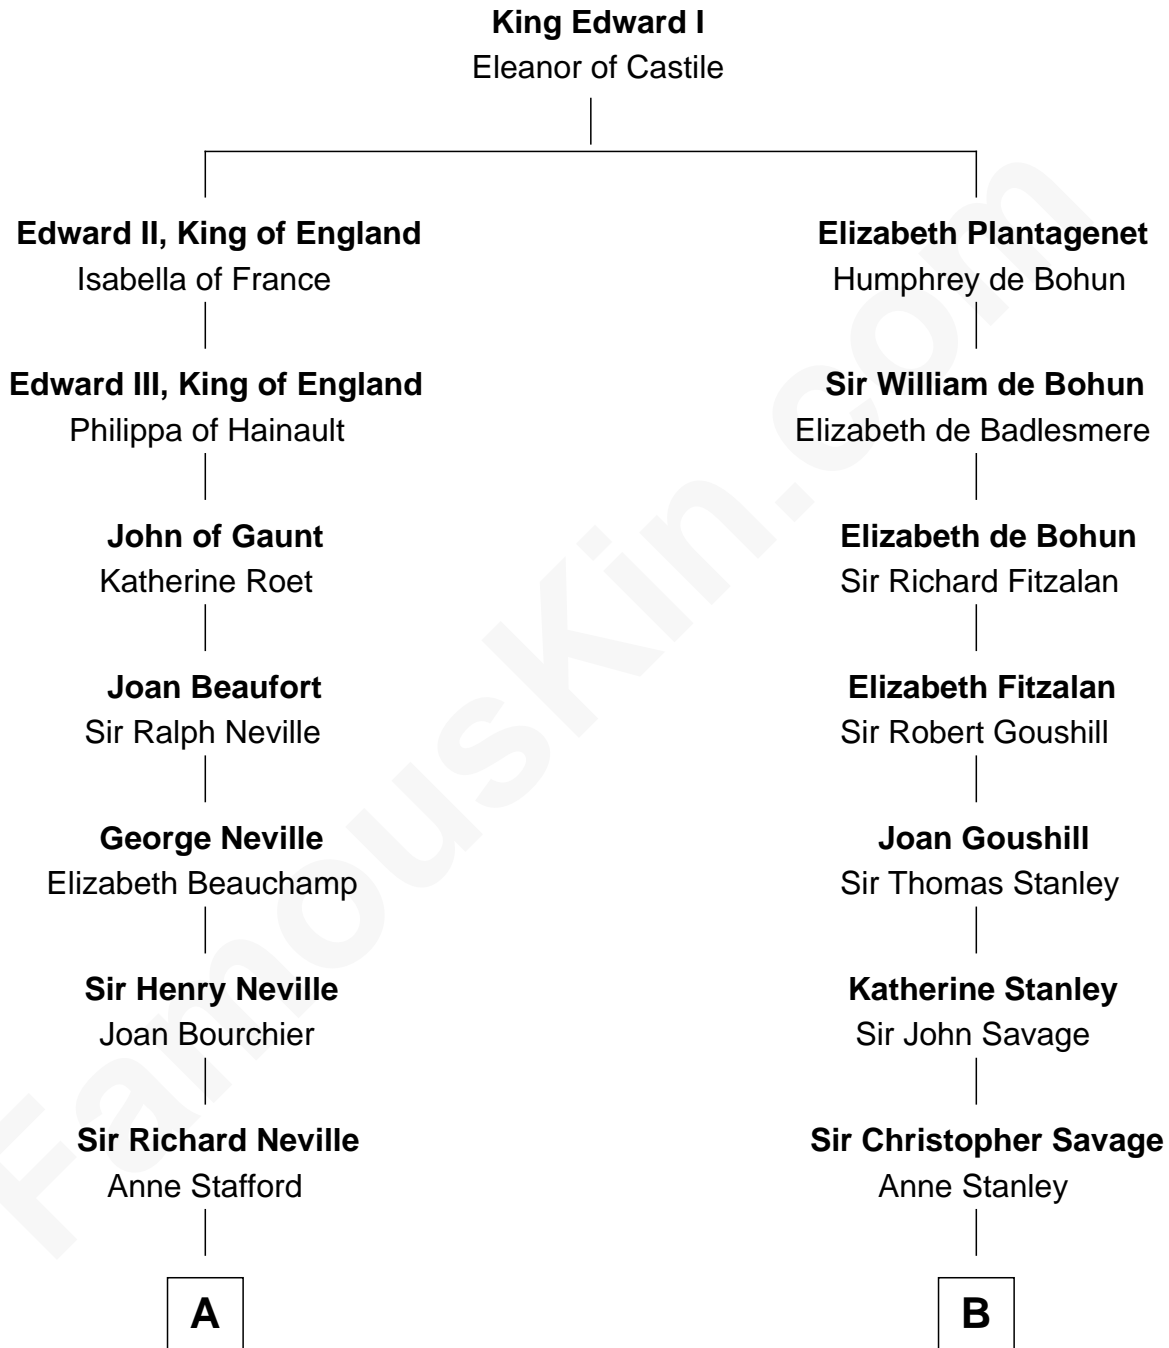 King Edward I
Eleanor of Castile
Edward II, King of England
Isabella of France
Edward III, King of England
Philippa of Hainault
John of Gaunt
Katherine Roet
Joan Beaufort
Sir Ralph Neville
George Neville
Elizabeth Beauchamp
Sir Henry Neville
Joan Bourchier
Sir Richard Neville
Anne Stafford
A
Elizabeth Plantagenet
Humphrey de Bohun
Sir William de Bohun
Elizabeth de Badlesmere
Elizabeth de Bohun
Sir Richard Fitzalan
Elizabeth Fitzalan
Sir Robert Goushill
Joan Goushill
Sir Thomas Stanley
Katherine Stanley
Sir John Savage
Sir Christopher Savage
Anne Stanley
B
FamousKin.com